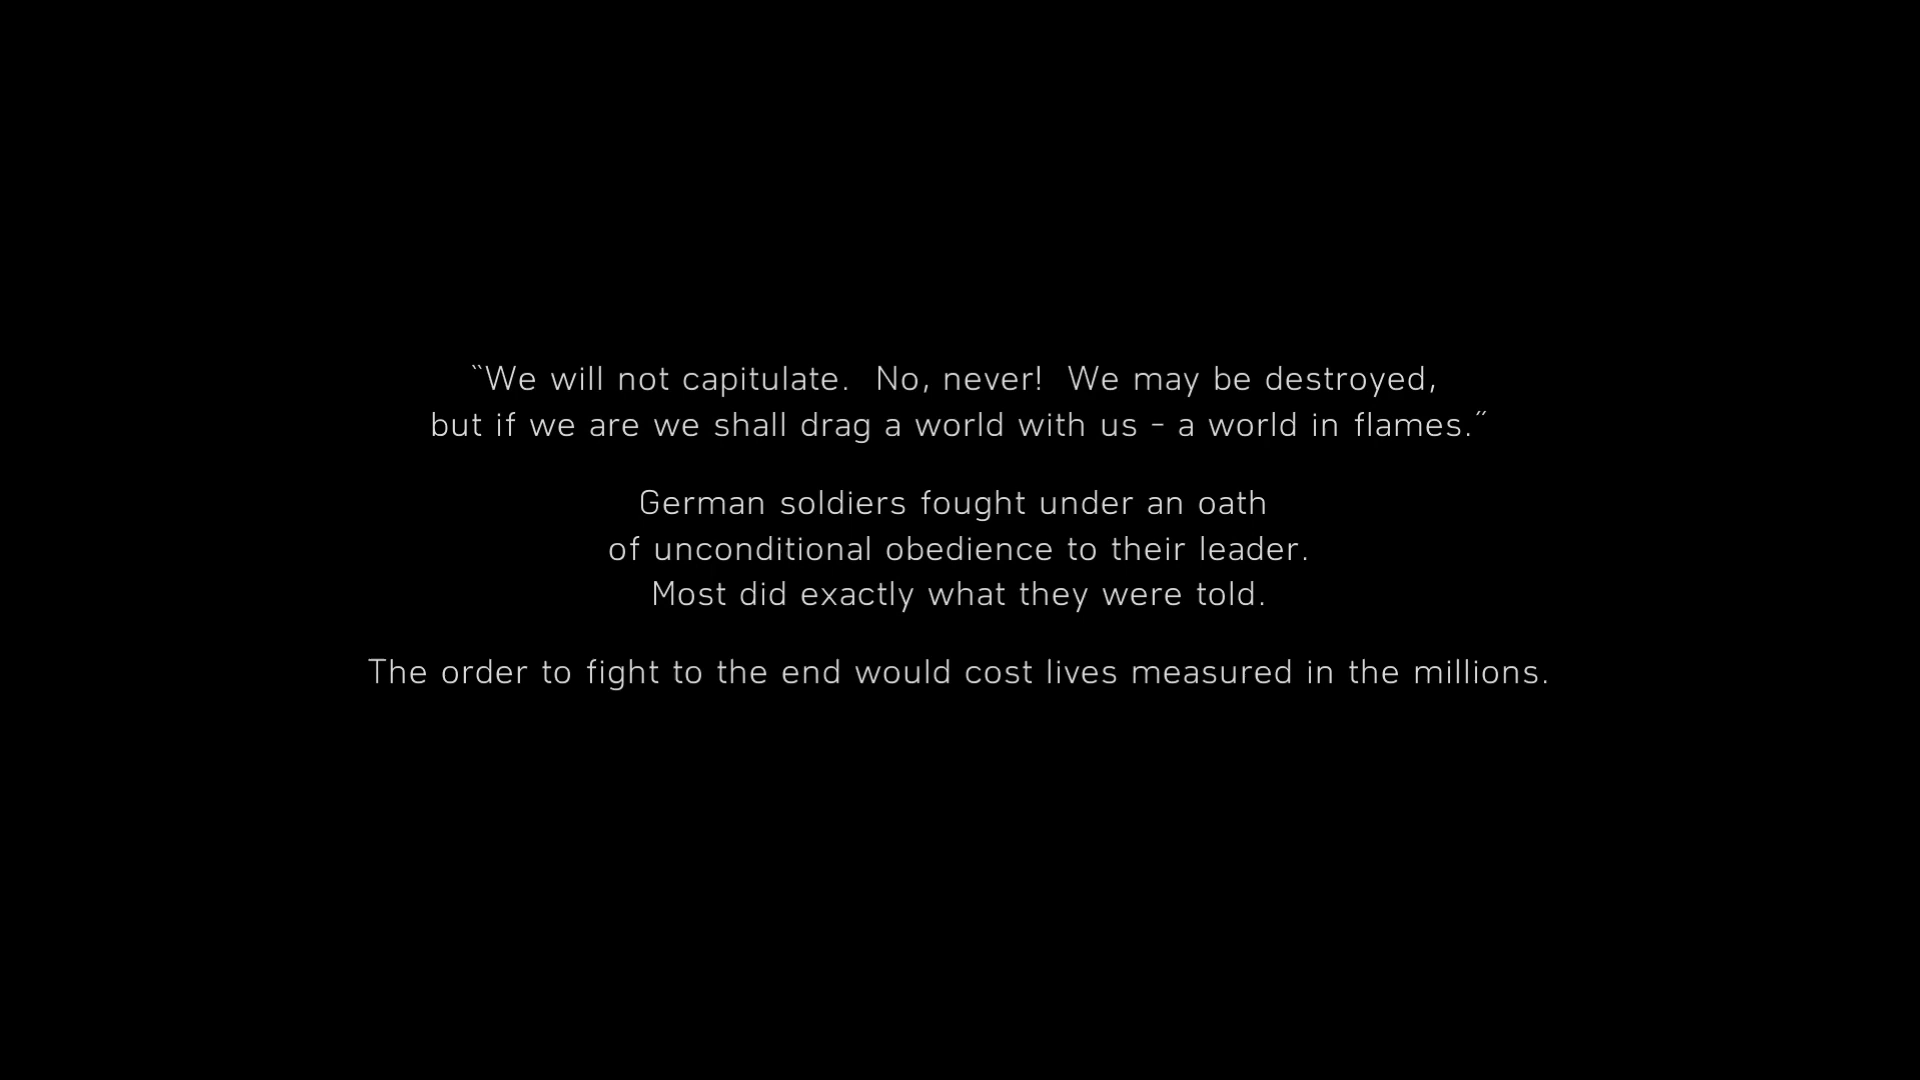 “We will not capitulate.  No, never!  We may be destroyed,
but if we are we shall drag a world with us - a world in flames.”
German soldiers fought under an oath
of unconditional obedience to their leader.
Most did exactly what they were told.
The order to fight to the end would cost lives measured in the millions.